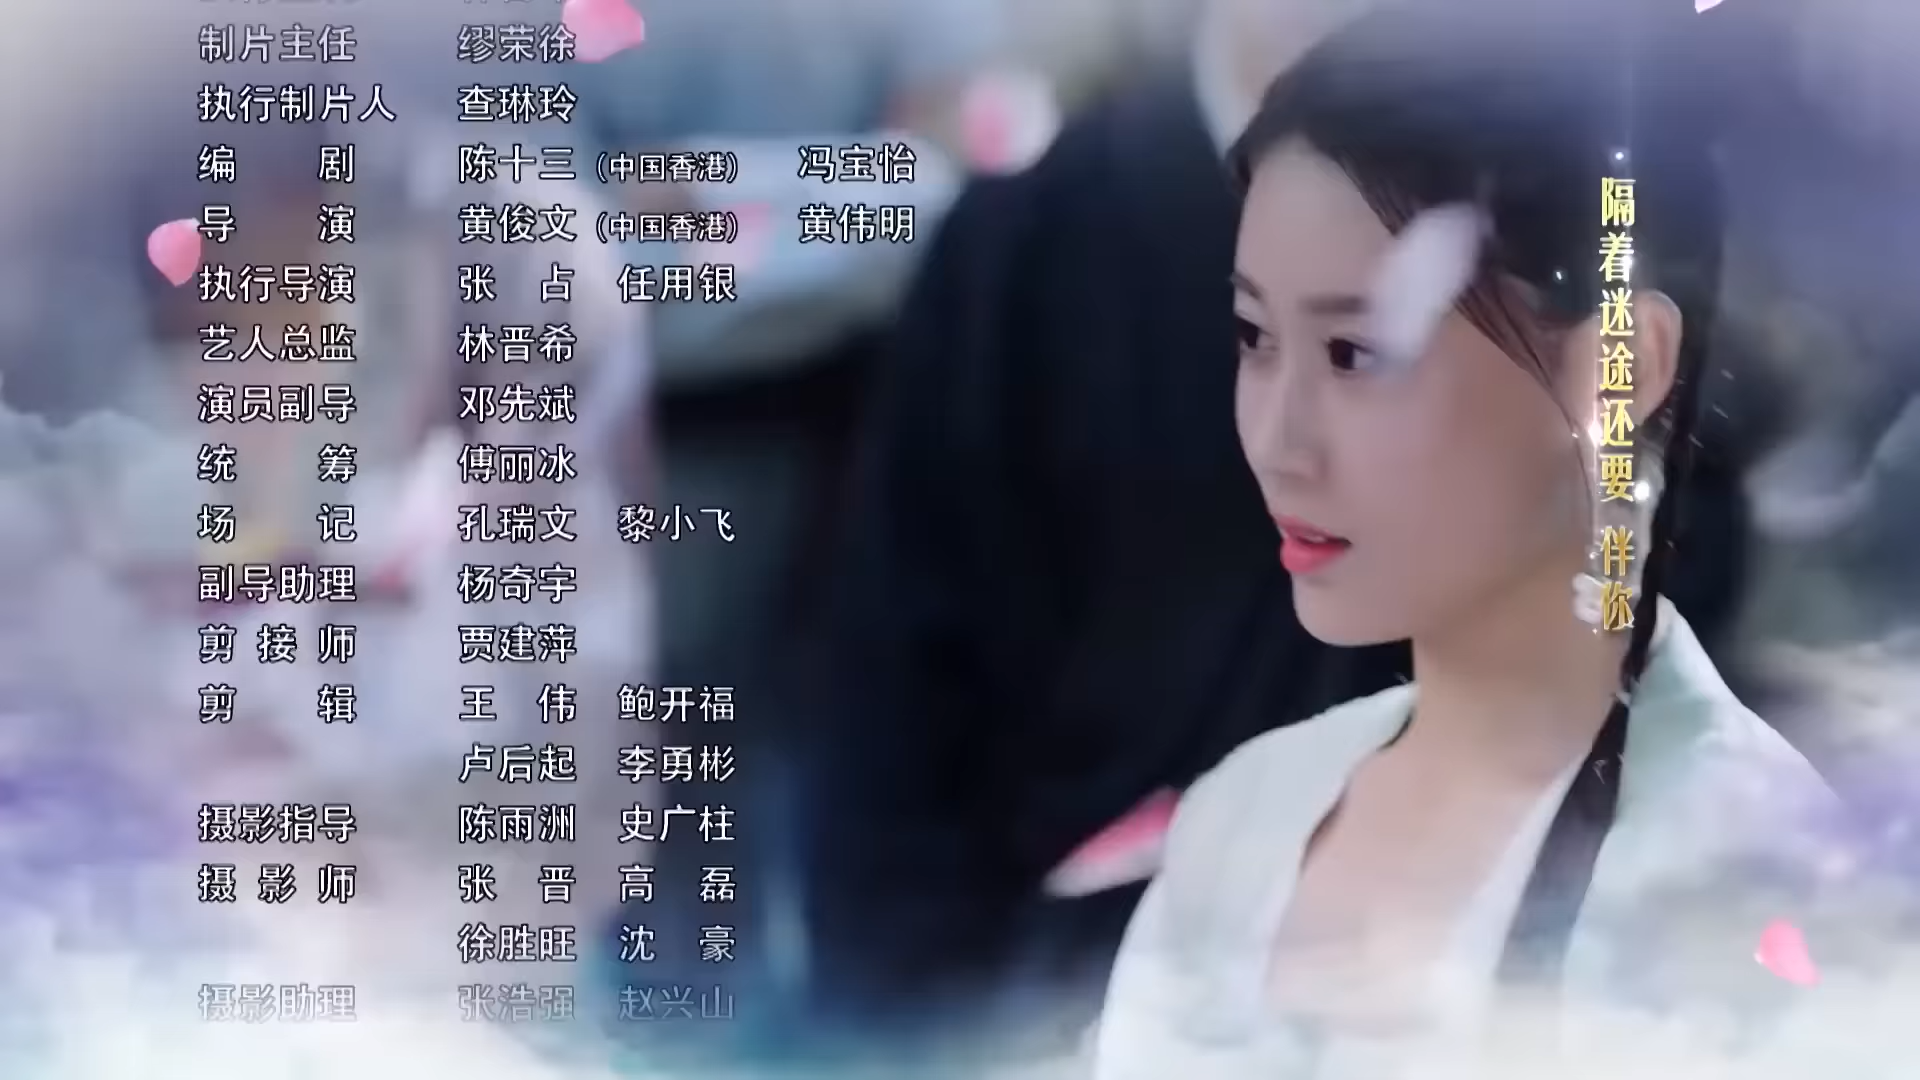 制片主任 缪荣徐
执行制片人 查琳玲
编剧 陈十三（中国香港） 冯宝怡
导演 黄俊文（中国香港） 黄伟明
执行导演 张占 任用银
艺人总监 林晋希
演员副导 邓先斌
统筹 傅丽冰
场记 孔瑞文 黎小飞
副导助理 杨奇宇
剪接师 贾建萍
剪辑 王伟 鲍开福
卢后起 李勇彬
摄影指导 陈雨洲 史广柱
摄影师 张晋 高磊
徐胜旺 沈豪
摄影助理 张浩强 赵兴山
隔着迷途还要 伴你